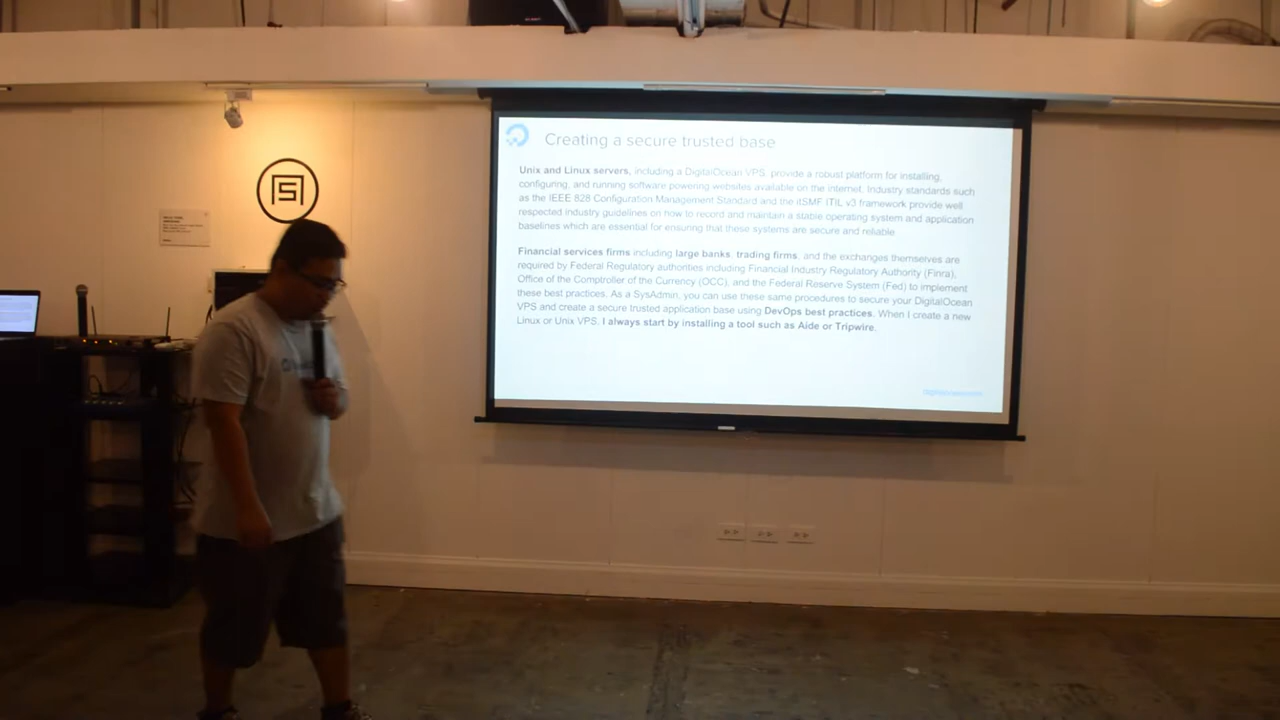 Creating a secure trusted base
Unix and Linux servers, including a DigitalOcean VPS, provide a robust platform for installing,
configuring, and running software powering websites available on the internet. Industry standards such
as the IEEE 828 Configuration Management Standard and the itSMF ITIL v3 framework provide well
respected industry guidelines on how to record and maintain a stable operating system and application
baselines which are essential for ensuring that these systems are secure and reliable.
Financial services firms including large banks, trading firms, and the exchanges themselves are
required by Federal Regulatory authorities including Financial Industry Regulatory Authority (Finra),
Office of the Comptroller of the Currency (OCC), and the Federal Reserve System (Fed) to implement
these best practices. As a SysAdmin, you can use these same procedures to secure your DigitalOcean
VPS and create a secure trusted application base using DevOps best practices. When I create a new
Linux or Unix VPS, I always start by installing a tool such as Aide or Tripwire.